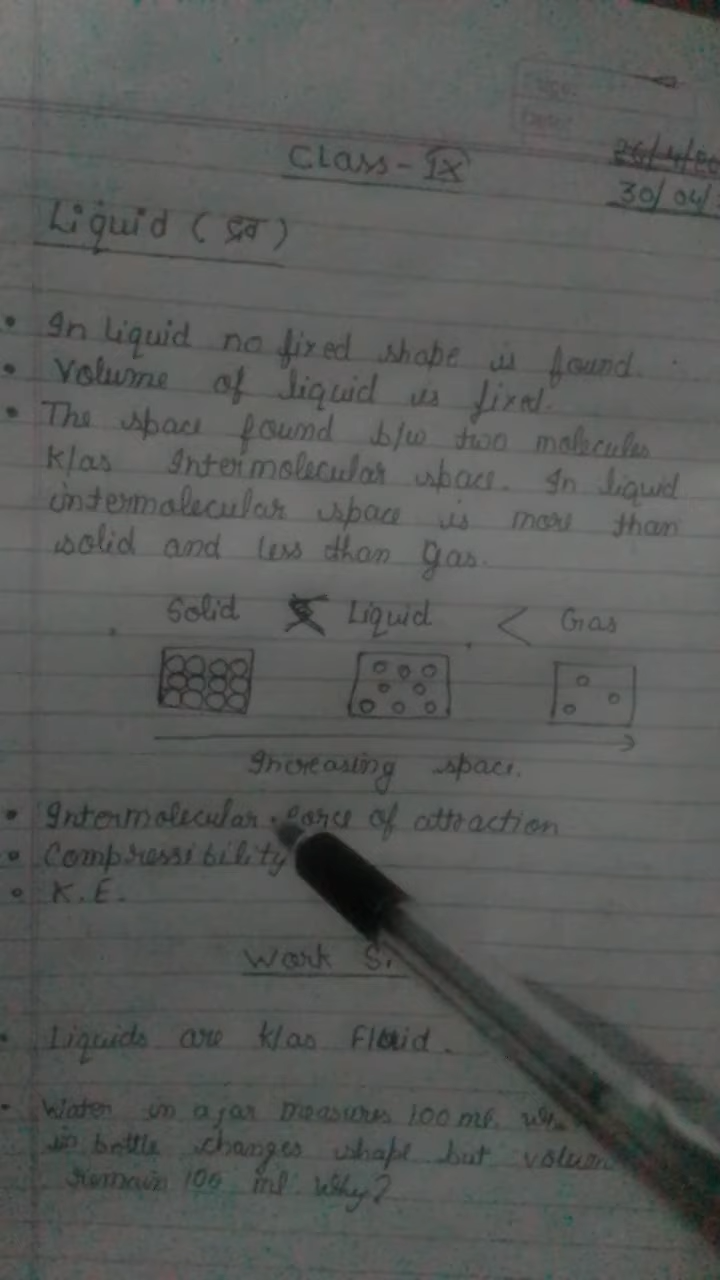 Class - IX
30/04/
Liquid (द्रव)
• In liquid no fixed shape is found.
• Volume of liquid is fixed.
• The space found b/w two molecules
k/as Intermolecular space. In liquid
intermolecular space is more than
solid and less than gas.
Solid Liquid < Gas
Increasing space.
• Intermolecular force of attraction
• Compressibility
• K.E.
Work S.
• Liquids are k/as Fluid.
- Water in a jar measures 100 ml.
in bottle changes shape but
remain 100 ml. Why?